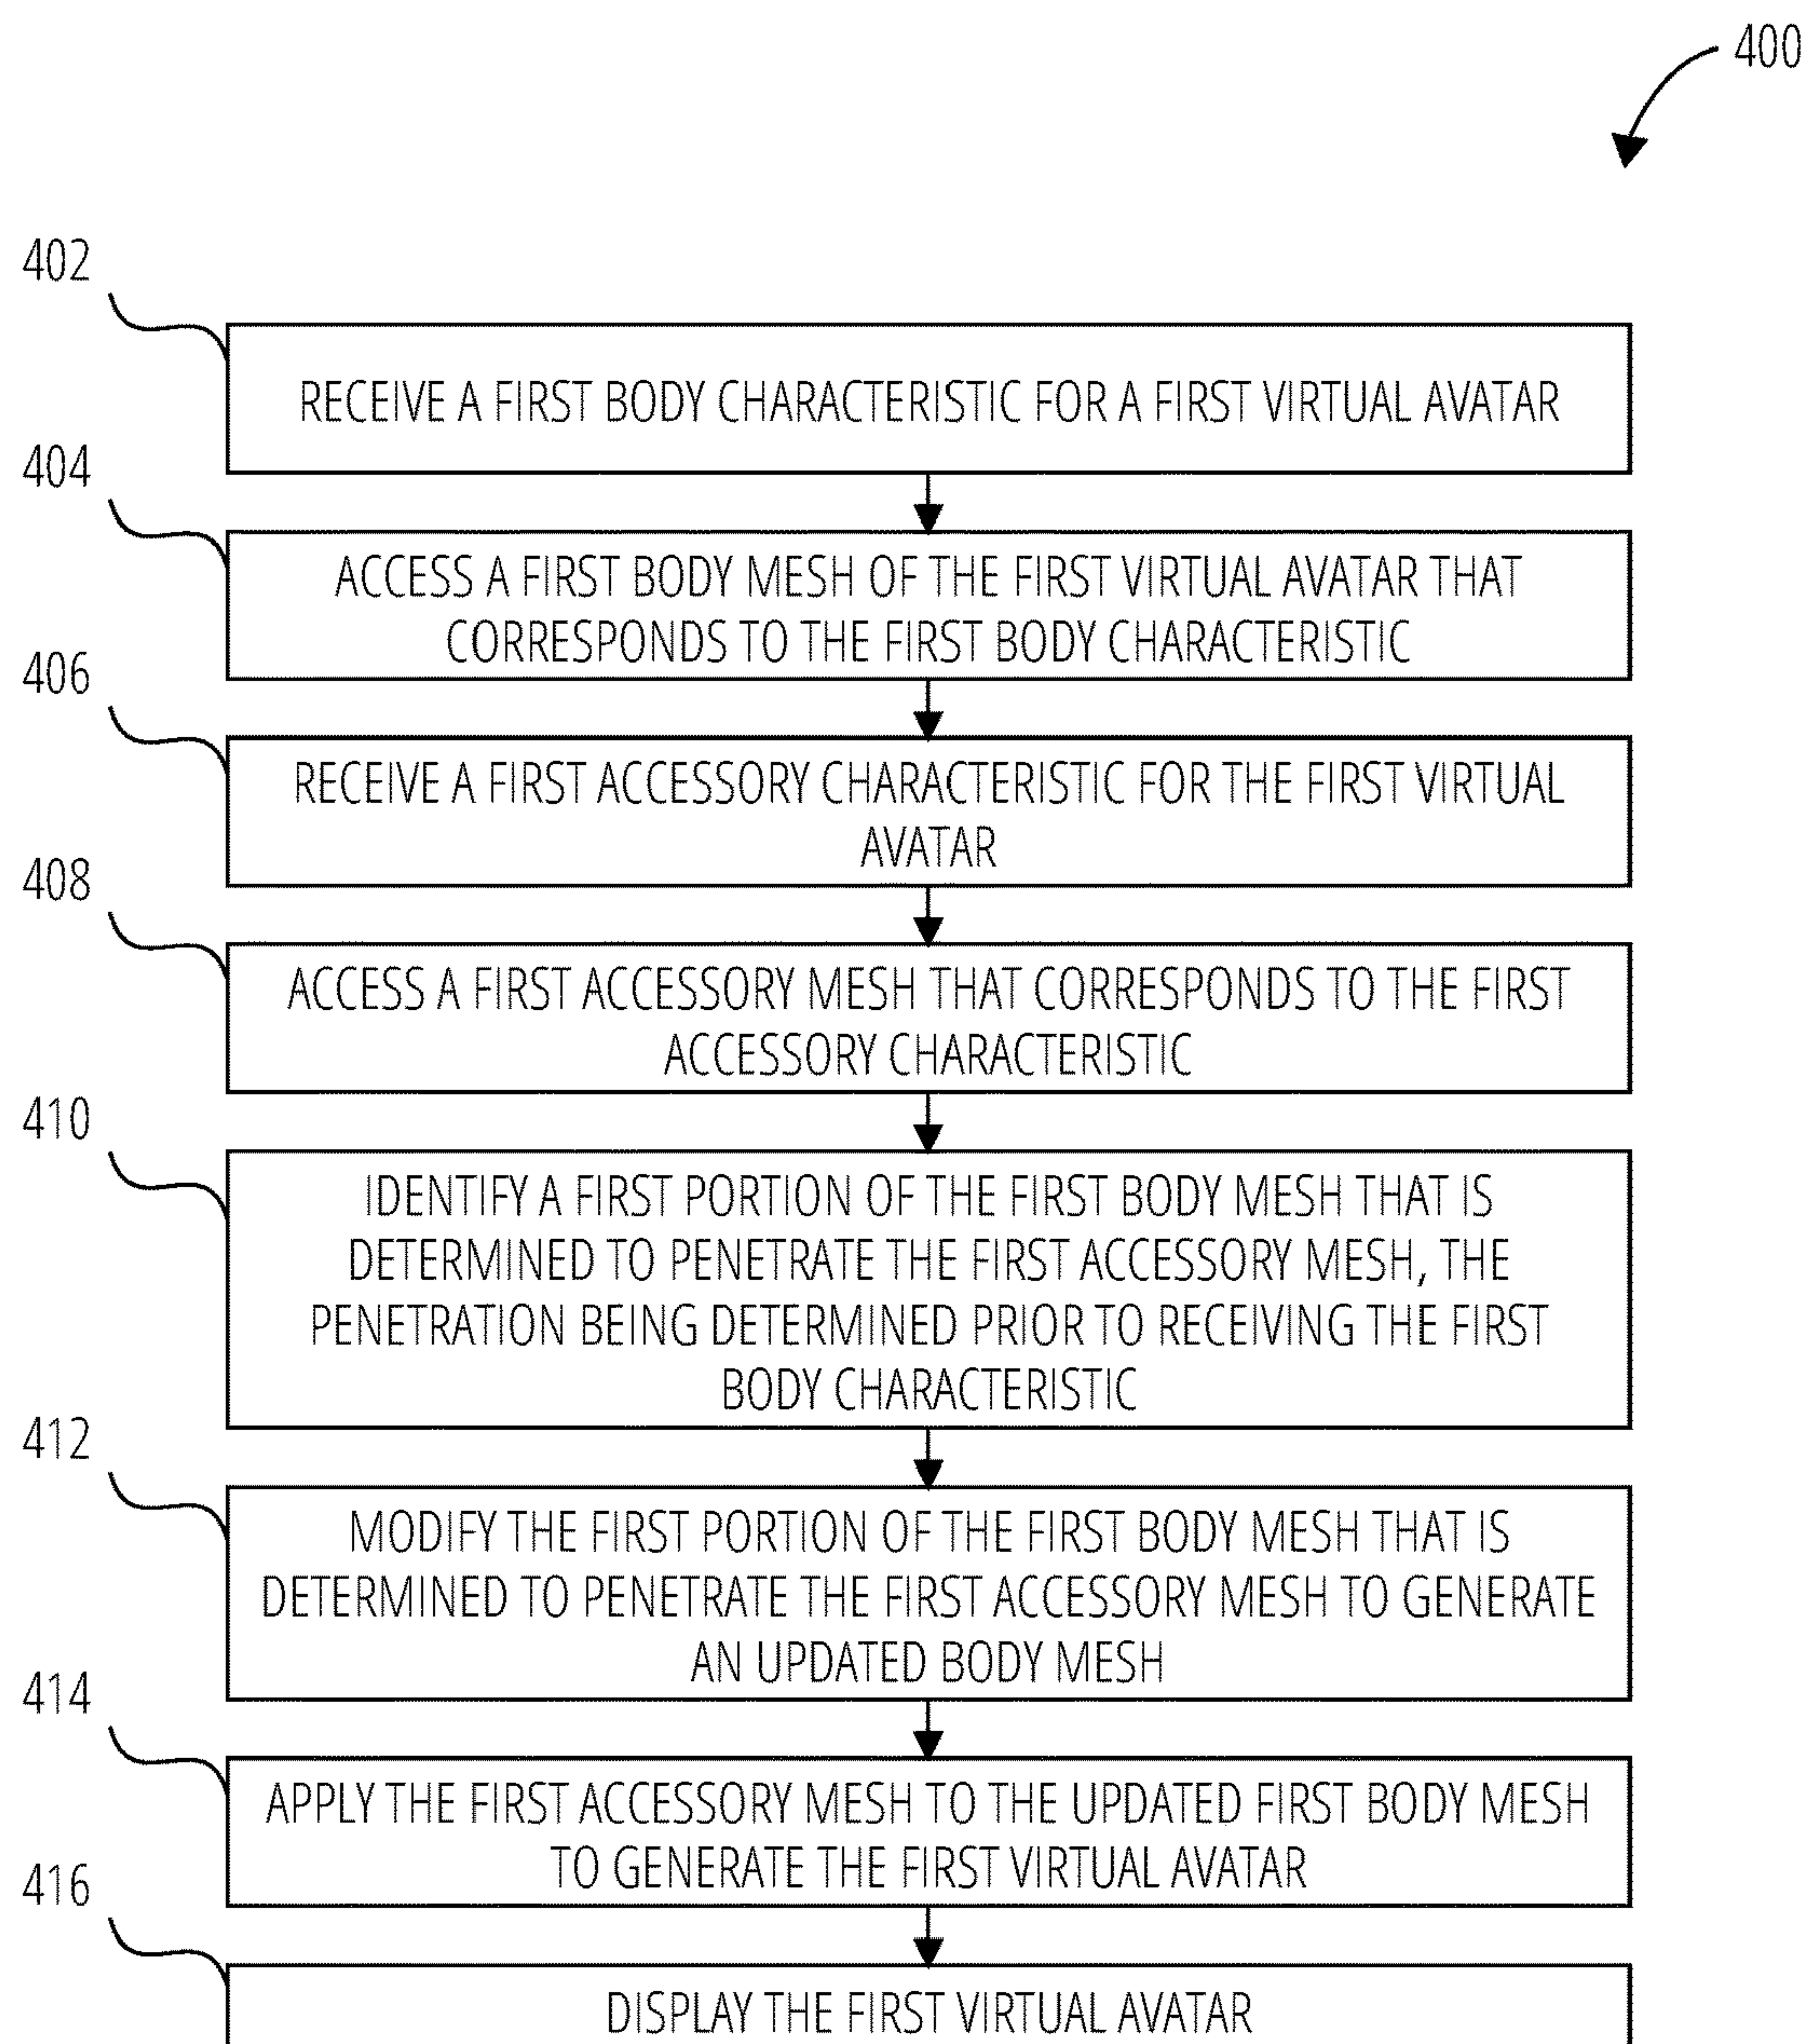 400
402
RECEIVE A FIRST BODY CHARACTERISTIC FOR A FIRST VIRTUAL AVATAR
404
ACCESS A FIRST BODY MESH OF THE FIRST VIRTUAL AVATAR THAT
CORRESPONDS TO THE FIRST BODY CHARACTERISTIC
406
RECEIVE A FIRST ACCESSORY CHARACTERISTIC FOR THE FIRST VIRTUAL
AVATAR
408
ACCESS A FIRST ACCESSORY MESH THAT CORRESPONDS TO THE FIRST
ACCESSORY CHARACTERISTIC
410
IDENTIFY A FIRST PORTION OF THE FIRST BODY MESH THAT IS
DETERMINED TO PENETRATE THE FIRST ACCESSORY MESH, THE
PENETRATION BEING DETERMINED PRIOR TO RECEIVING THE FIRST
BODY CHARACTERISTIC
412
MODIFY THE FIRST PORTION OF THE FIRST BODY MESH THAT IS
DETERMINED TO PENETRATE THE FIRST ACCESSORY MESH TO GENERATE
AN UPDATED BODY MESH
414
APPLY THE FIRST ACCESSORY MESH TO THE UPDATED FIRST BODY MESH
TO GENERATE THE FIRST VIRTUAL AVATAR
416
DISPLAY THE FIRST VIRTUAL AVATAR